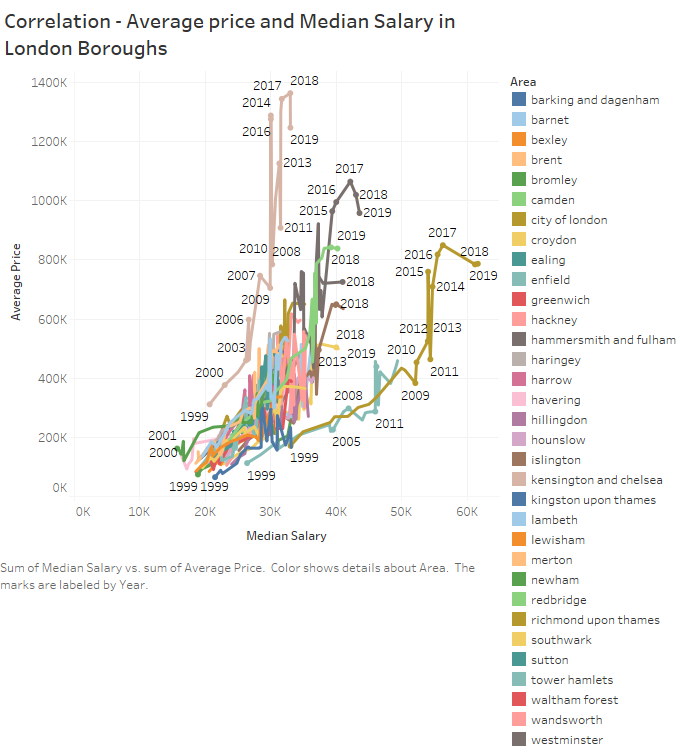 Correlation - Average price and Median Salary in
London Boroughs
1400K
1200K
1000K
800K
600K
400K
200K
0K
Average Price
0K 10K 20K 30K 40K 50K 60K
Median Salary
2017
2018
2014
2016
2019
2013
2011
2010
2008
2007
2009
2006
2003
2000
1999
2017
2016
2018
2015
2019
2019
2018
2018
2018
2018
2013
2019
2017
2016
2018
2015
2019
2014
2012
2013
2010
2011
2009
2008
2011
2005
1999
1999
2001
2000
1999
1999
Sum of Median Salary vs. sum of Average Price. Color shows details about Area. The
marks are labeled by Year.
Area
barking and dagenham
barnet
bexley
brent
bromley
camden
city of london
croydon
ealing
enfield
greenwich
hackney
hammersmith and fulham
haringey
harrow
havering
hillingdon
hounslow
islington
kensington and chelsea
kingston upon thames
lambeth
lewisham
merton
newham
redbridge
richmond upon thames
southwark
sutton
tower hamlets
waltham forest
wandsworth
westminster